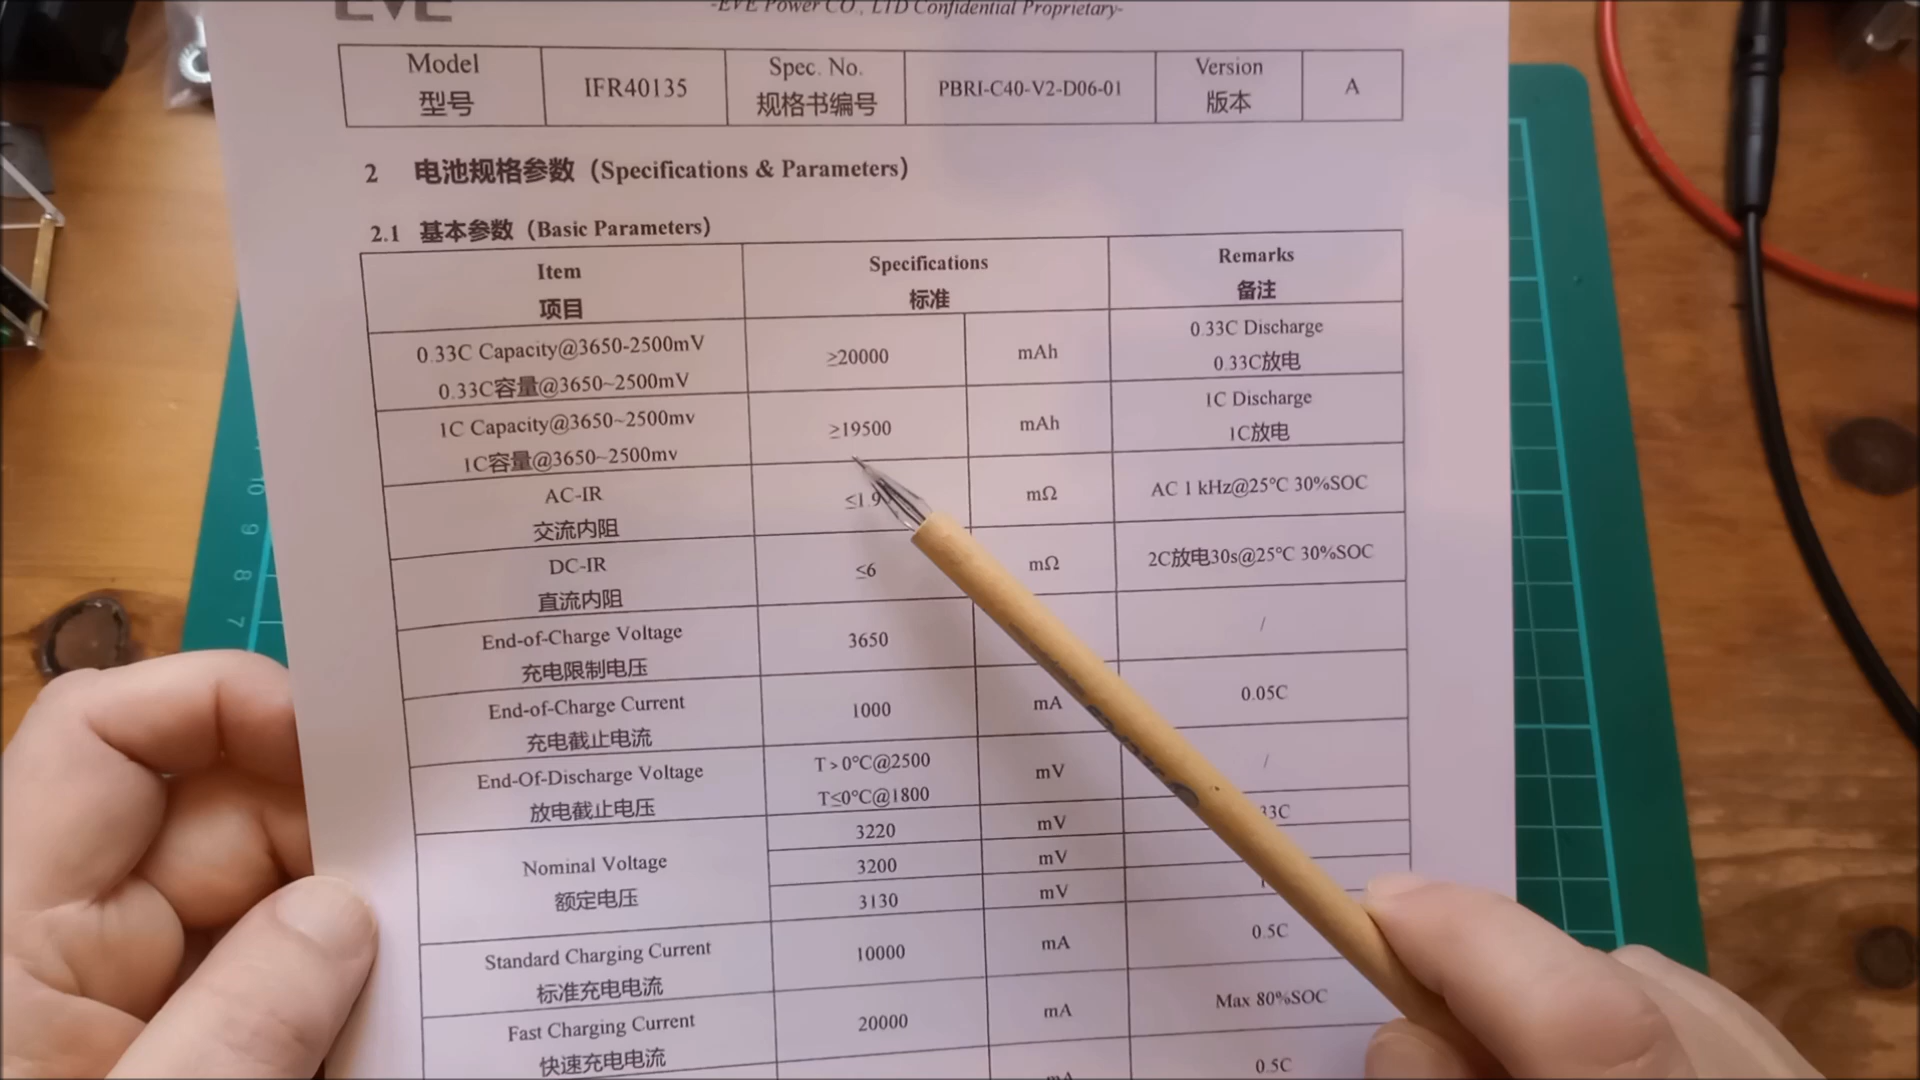 EVE
-EVE Power CO., LTD Confidential Proprietary-
Model
型号
IFR40135
Spec. No.
规格书编号
PBRI-C40-V2-D06-01
Version
版本
A
2 电池规格参数（Specifications & Parameters）
2.1 基本参数（Basic Parameters）
Item
项目
Specifications
标准
Remarks
备注
0.33C Capacity@3650-2500mV
0.33C容量@3650~2500mV
≥20000
mAh
0.33C Discharge
0.33C放电
1C Capacity@3650~2500mv
1C容量@3650~2500mv
≥19500
mAh
1C Discharge
1C放电
AC-IR
交流内阻
≤1.9
mΩ
AC 1 kHz@25℃ 30%SOC
DC-IR
直流内阻
≤6
mΩ
2C放电30s@25℃ 30%SOC
End-of-Charge Voltage
充电限制电压
3650
/
End-of-Charge Current
充电截止电流
1000
mA
0.05C
End-Of-Discharge Voltage
放电截止电压
T>0℃@2500
T≤0℃@1800
mV
/
Nominal Voltage
额定电压
3220
mV
33C
3200
mV
3130
mV
Standard Charging Current
标准充电电流
10000
mA
0.5C
Fast Charging Current
快速充电电流
20000
mA
Max 80%SOC
mA
0.5C
10
9
8
7